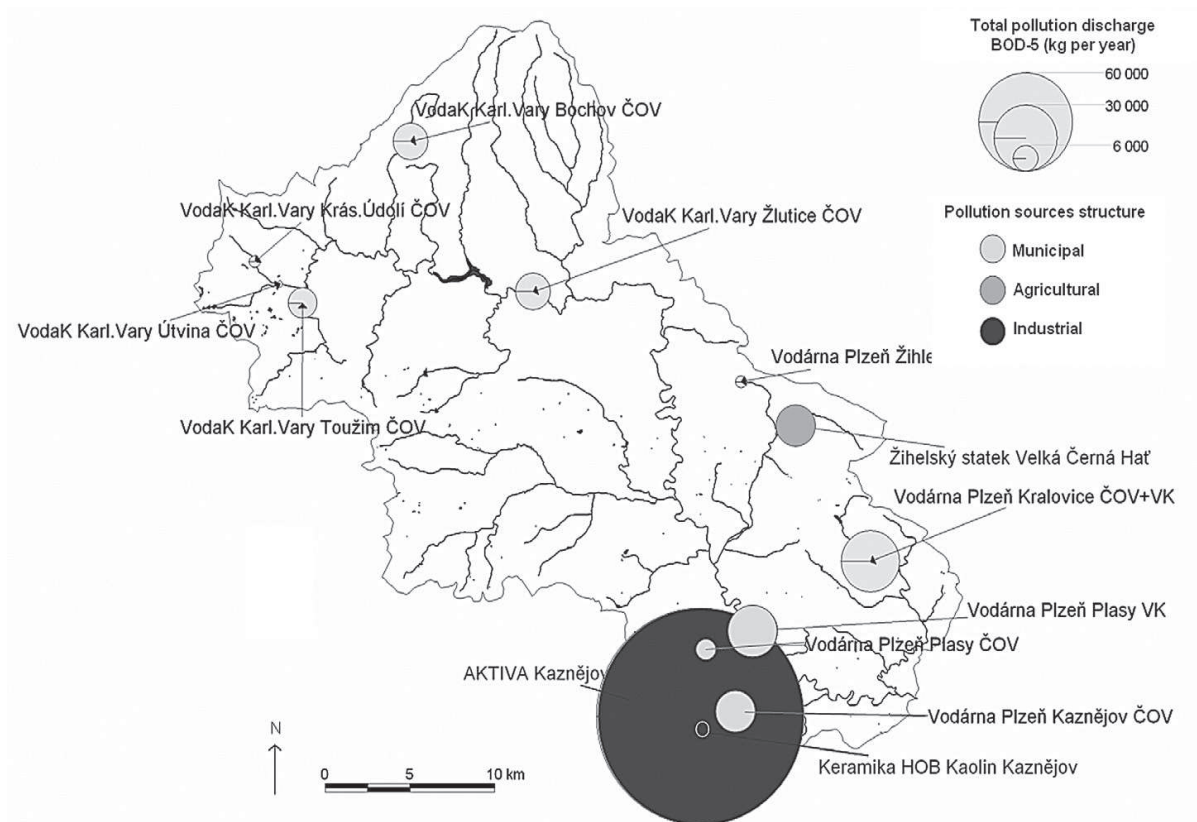 Total pollution discharge
BOD-5 (kg per year)
60 000
30 000
6 000
Pollution sources structure
Municipal
Agricultural
Industrial
VodaK Karl.Vary Bochov ČOV
VodaK Karl.Vary Krás.Údolí ČOV
VodaK Karl.Vary Žlutice ČOV
VodaK Karl.Vary Útvina ČOV
VodaK Karl.Vary Toužim ČOV
Vodárna Plzeň Žihle
Žihelský statek Velká Černá Hať
Vodárna Plzeň Kralovice ČOV+VK
Vodárna Plzeň Plasy VK
Vodárna Plzeň Plasy ČOV
AKTIVA Kaznějov
Vodárna Plzeň Kaznějov ČOV
Keramika HOB Kaolin Kaznějov
N
0 5 10 km